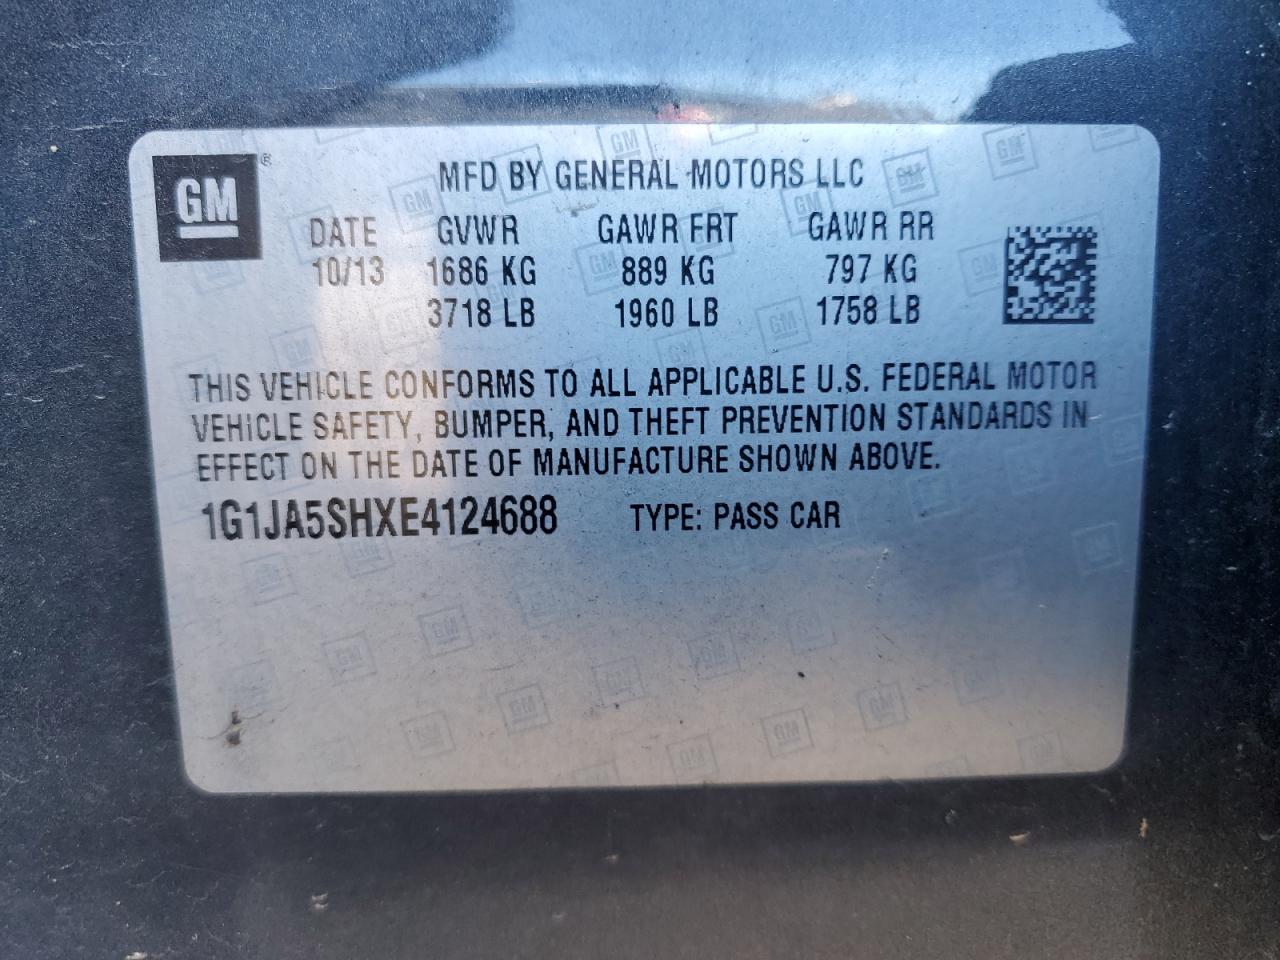 GM ®
MFD BY GENERAL MOTORS LLC
DATE GVWR GAWR FRT GAWR RR
10/13 1686 KG 889 KG 797 KG
3718 LB 1960 LB 1758 LB
THIS VEHICLE CONFORMS TO ALL APPLICABLE U.S. FEDERAL MOTOR
VEHICLE SAFETY, BUMPER, AND THEFT PREVENTION STANDARDS IN
EFFECT ON THE DATE OF MANUFACTURE SHOWN ABOVE.
1G1JA5SHXE4124688 TYPE: PASS CAR